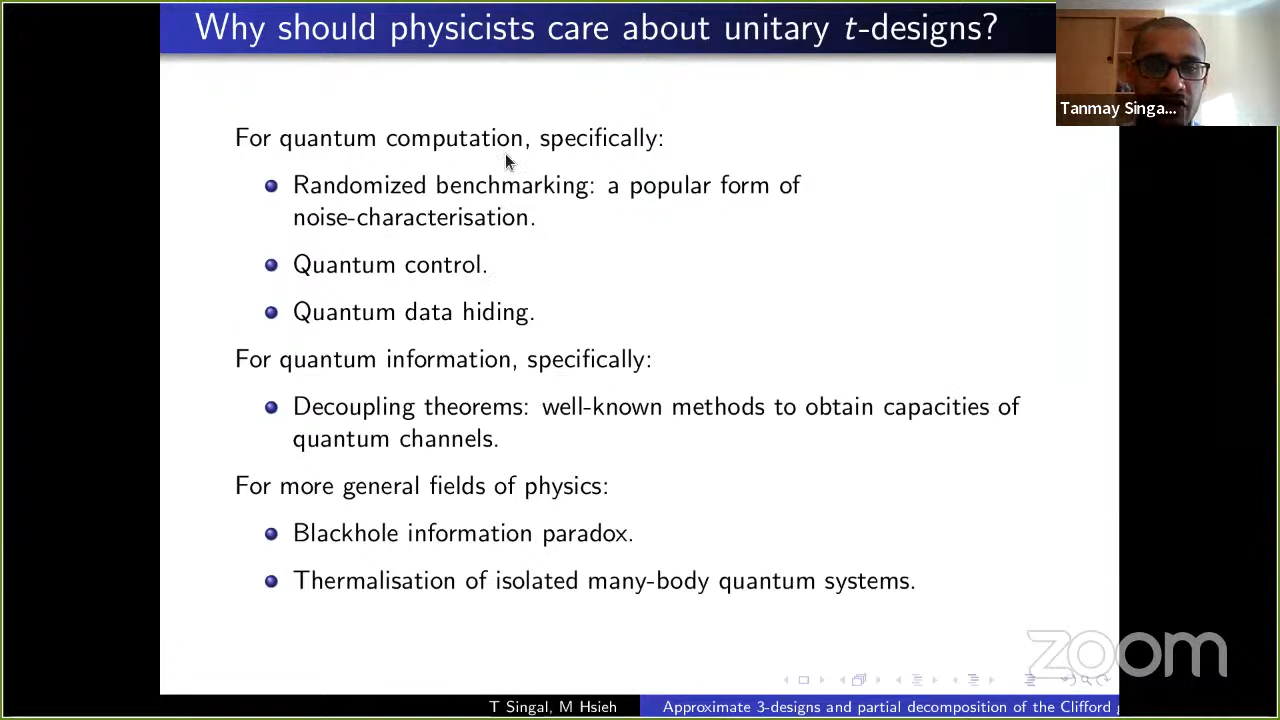 Why should physicists care about unitary t-designs?
Tanmay Singa...
For quantum computation, specifically:
Randomized benchmarking: a popular form of
noise-characterisation.
Quantum control.
Quantum data hiding.
For quantum information, specifically:
Decoupling theorems: well-known methods to obtain capacities of
quantum channels.
For more general fields of physics:
Blackhole information paradox.
Thermalisation of isolated many-body quantum systems.
zoom
T Singal, M Hsieh
Approximate 3-designs and partial decomposition of the Clifford g